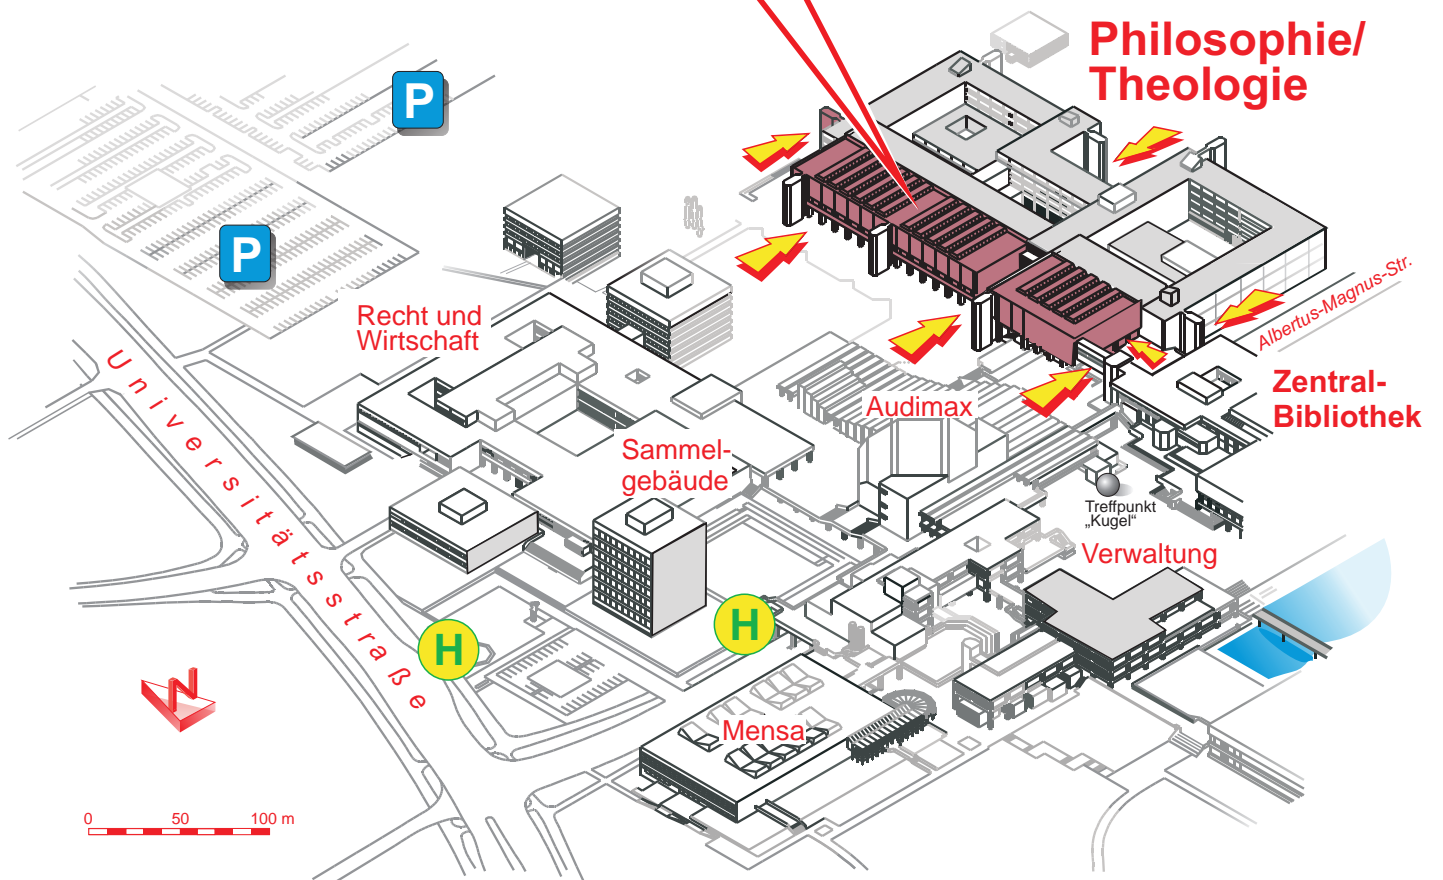 Philosophie/
Theologie
P
P
Albertus-Magnus-Str.
Recht und
Wirtschaft
Universitätsstraße
Audimax
Zentral-
Bibliothek
Sammel-
gebäude
Treffpunkt
„Kugel“
Verwaltung
H
H
N
Mensa
0 50 100 m